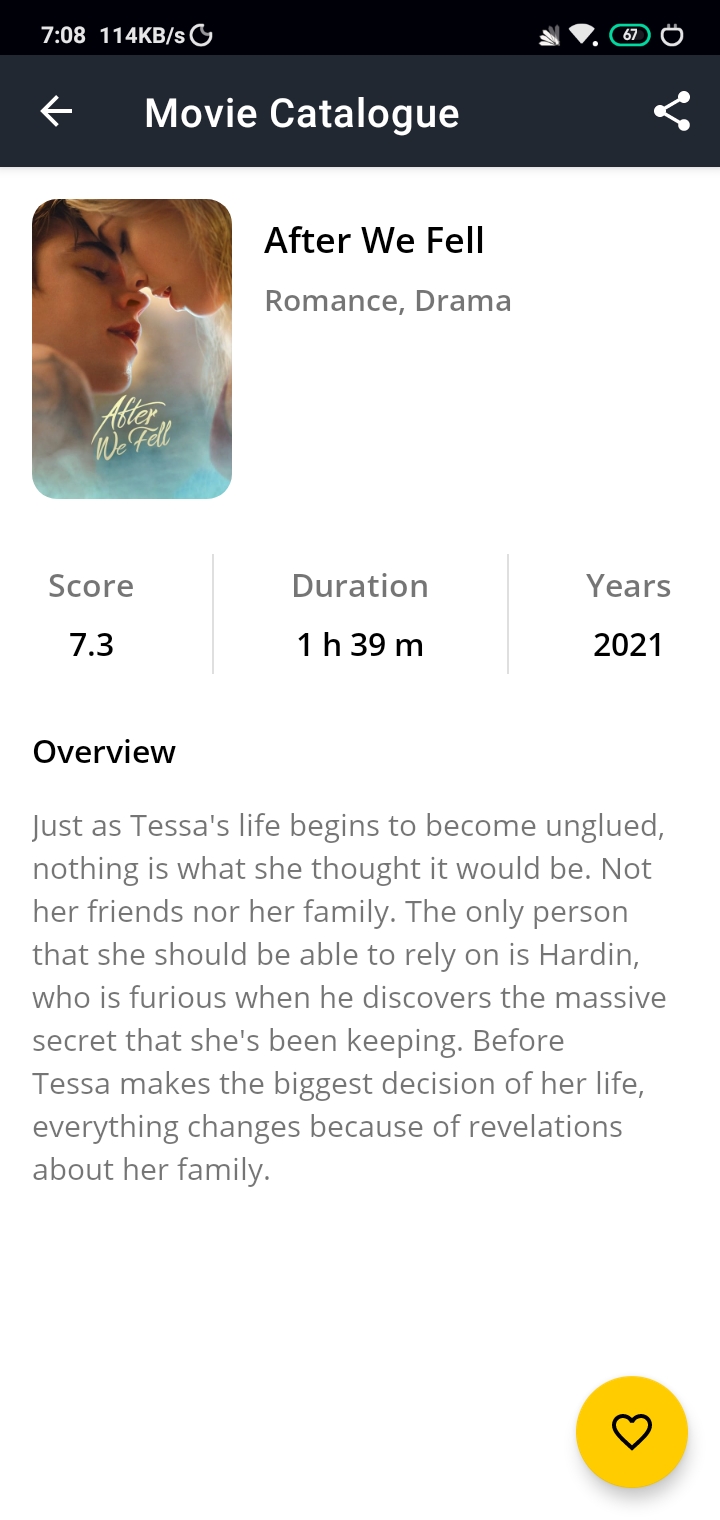 7:08 114KB/s 67
Movie Catalogue
After We Fell
Romance, Drama
After
We Fell
Score Duration Years
7.3 1 h 39 m 2021
Overview
Just as Tessa's life begins to become unglued,
nothing is what she thought it would be. Not
her friends nor her family. The only person
that she should be able to rely on is Hardin,
who is furious when he discovers the massive
secret that she's been keeping. Before
Tessa makes the biggest decision of her life,
everything changes because of revelations
about her family.